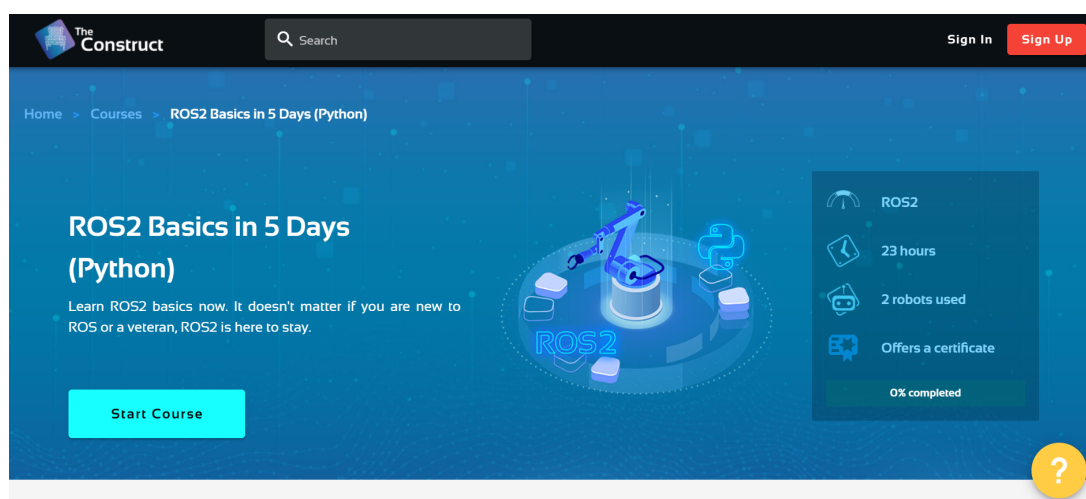 The
Construct
Search
Sign In
Sign Up
Home > Courses > ROS2 Basics in 5 Days (Python)
ROS2 Basics in 5 Days
(Python)
Learn ROS2 basics now. It doesn't matter if you are new to
ROS or a veteran, ROS2 is here to stay.
Start Course
ROS2
ROS2
23 hours
2 robots used
Offers a certificate
0% completed
?